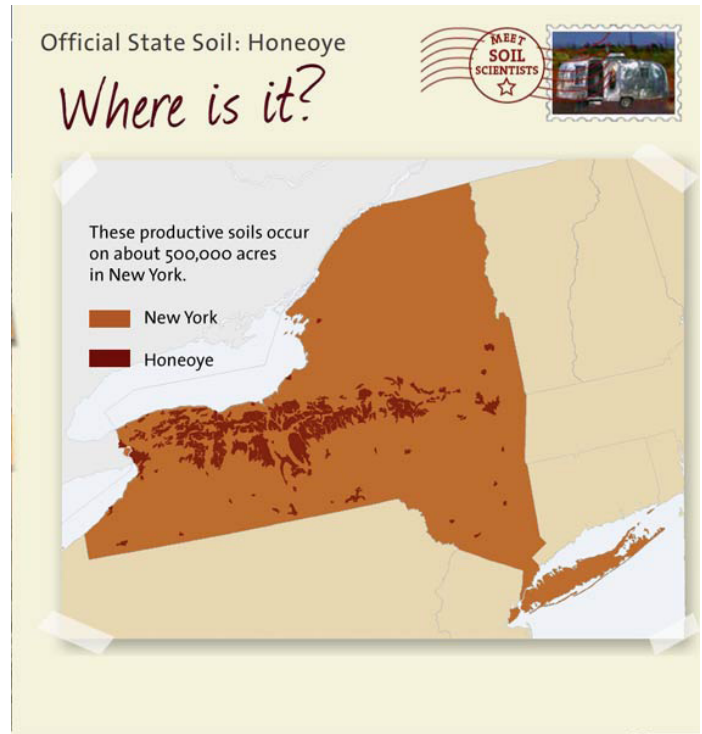 Official State Soil: Honeoye
Where is it?
MEET
SOIL
SCIENTISTS
These productive soils occur
on about 500,000 acres
in New York.
New York
Honeoye